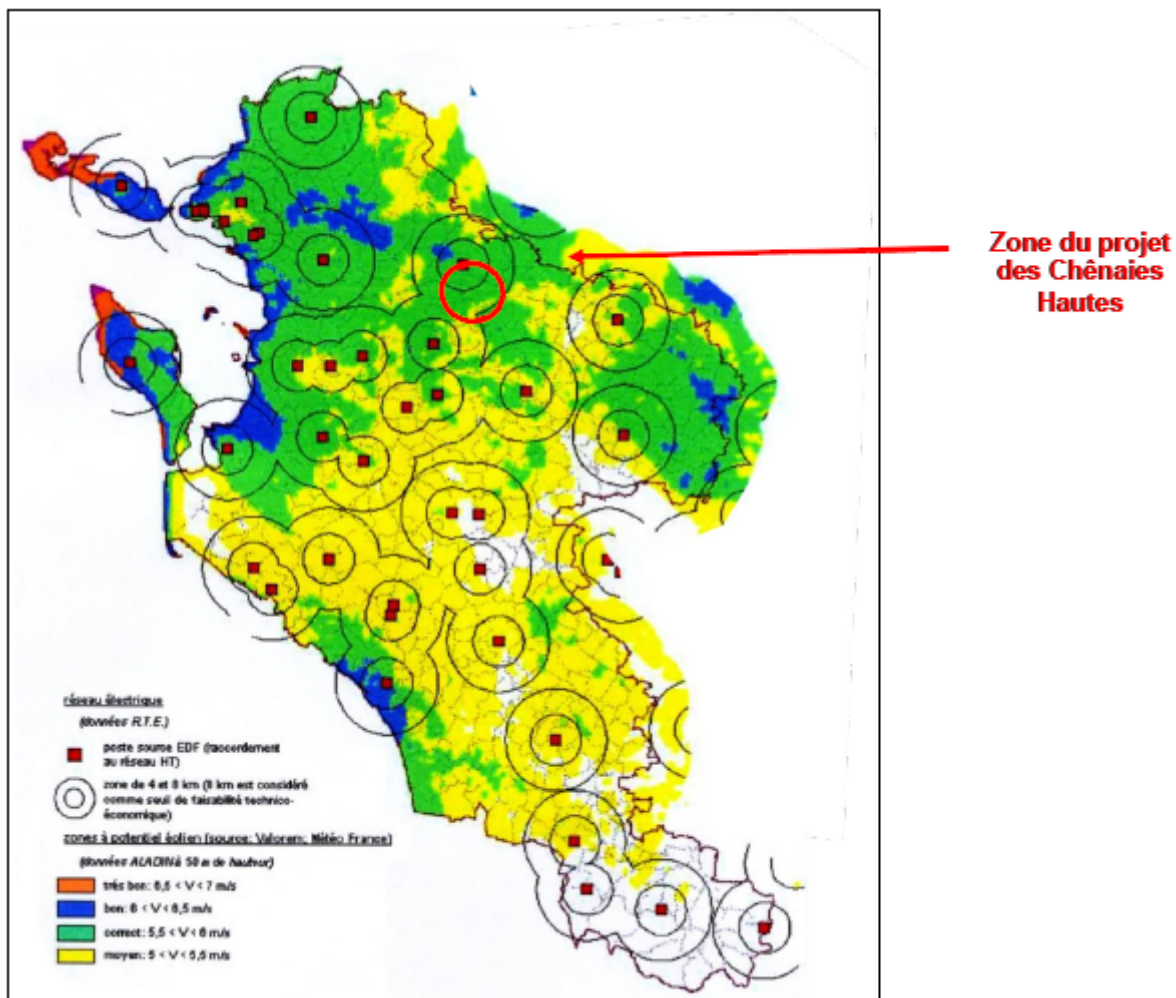 Zone du projet
des Chênaies
Hautes
réseau électrique
(données R.T.E.)
poste source EDF (raccordement
au réseau HT)
zone de 4 et 8 km (8 km est considéré
comme seuil de faisabilité technico-
économique)
zones à potentiel éolien (source: Valorem; Météo France)
(données ALADIN à 50 m de hauteur)
très bon: 6,5 < V < 7 m/s
bon: 6 < V < 6,5 m/s
correct: 5,5 < V < 6 m/s
moyen: 5 < V < 5,5 m/s